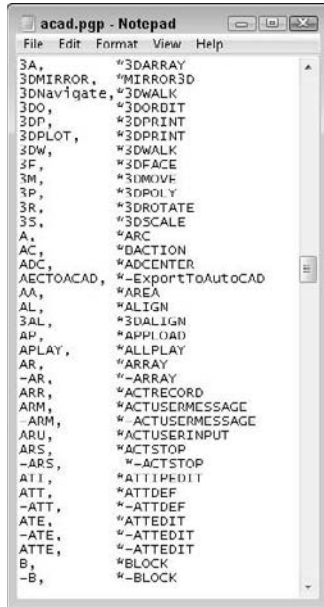 acad.pgp - Notepad
File Edit Format View Help
3A, *3DARRAY
3DMIRROR, *MIRROR3D
3DNavigate,*3DWALK
3DO, *3DORBIT
3DP, *3DPRINT
3DPLOT, *3DPRINT
3DW, *3DWALK
3F, *3DFACE
3M, *3DMOVE
3P, *3DPOLY
3R, *3DROTATE
3S, *3DSCALE
A, *ARC
AC, *BACTION
ADC, *ADCENTER
AECTOACAD, *-ExportToAutoCAD
AA, *AREA
AL, *ALIGN
3AL, *3DALIGN
AP, *APPLOAD
APLAY, *ALLPLAY
AR, *ARRAY
-AR, *-ARRAY
ARR, *ACTRECORD
ARM, *ACTUSERMESSAGE
-ARM, *-ACTUSERMESSAGE
ARU, *ACTUSERINPUT
ARS, *ACTSTOP
-ARS, *-ACTSTOP
ATI, *ATTIPEDIT
ATT, *ATTDEF
-ATT, *-ATTDEF
ATE, *ATTEDIT
-ATE, *-ATTEDIT
ATTE, *-ATTEDIT
B, *BLOCK
-B, *-BLOCK